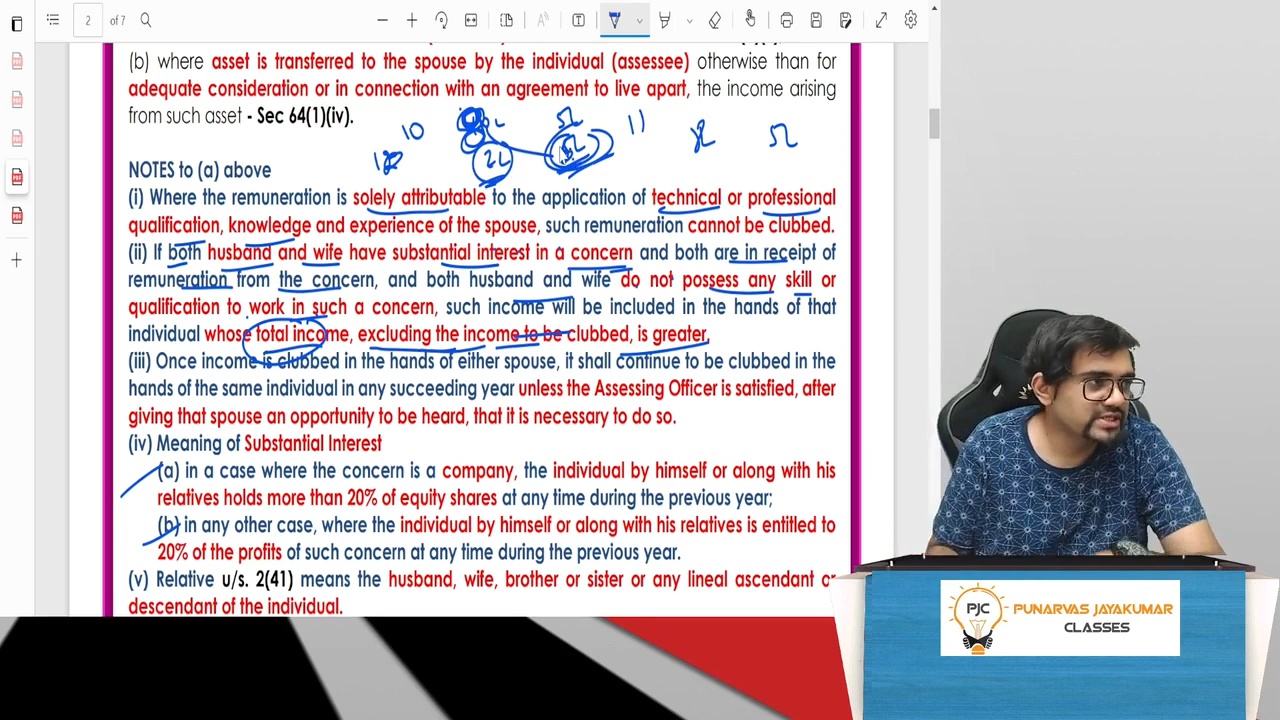 2 of 7
(b) where asset is transferred to the spouse by the individual (assessee) otherwise than for
adequate consideration or in connection with an agreement to live apart, the income arising
from such asset - Sec 64(1)(iv).
10
2L
5L
NOTES to (a) above
(i) Where the remuneration is solely attributable to the application of technical or professional
qualification, knowledge and experience of the spouse, such remuneration cannot be clubbed.
(ii) If both husband and wife have substantial interest in a concern and both are in receipt of
remuneration from the concern, and both husband and wife do not possess any skill or
qualification to work in such a concern, such income will be included in the hands of that
individual whose total income, excluding the income to be clubbed, is greater.
(iii) Once income is clubbed in the hands of either spouse, it shall continue to be clubbed in the
hands of the same individual in any succeeding year unless the Assessing Officer is satisfied, after
giving that spouse an opportunity to be heard, that it is necessary to do so.
(iv) Meaning of Substantial Interest
(a) in a case where the concern is a company, the individual by himself or along with his
relatives holds more than 20% of equity shares at any time during the previous year;
(b) in any other case, where the individual by himself or along with his relatives is entitled to
20% of the profits of such concern at any time during the previous year.
(v) Relative u/s. 2(41) means the husband, wife, brother or sister or any lineal ascendant or
descendant of the individual.
PJC
PUNARVAS JAYAKUMAR
CLASSES